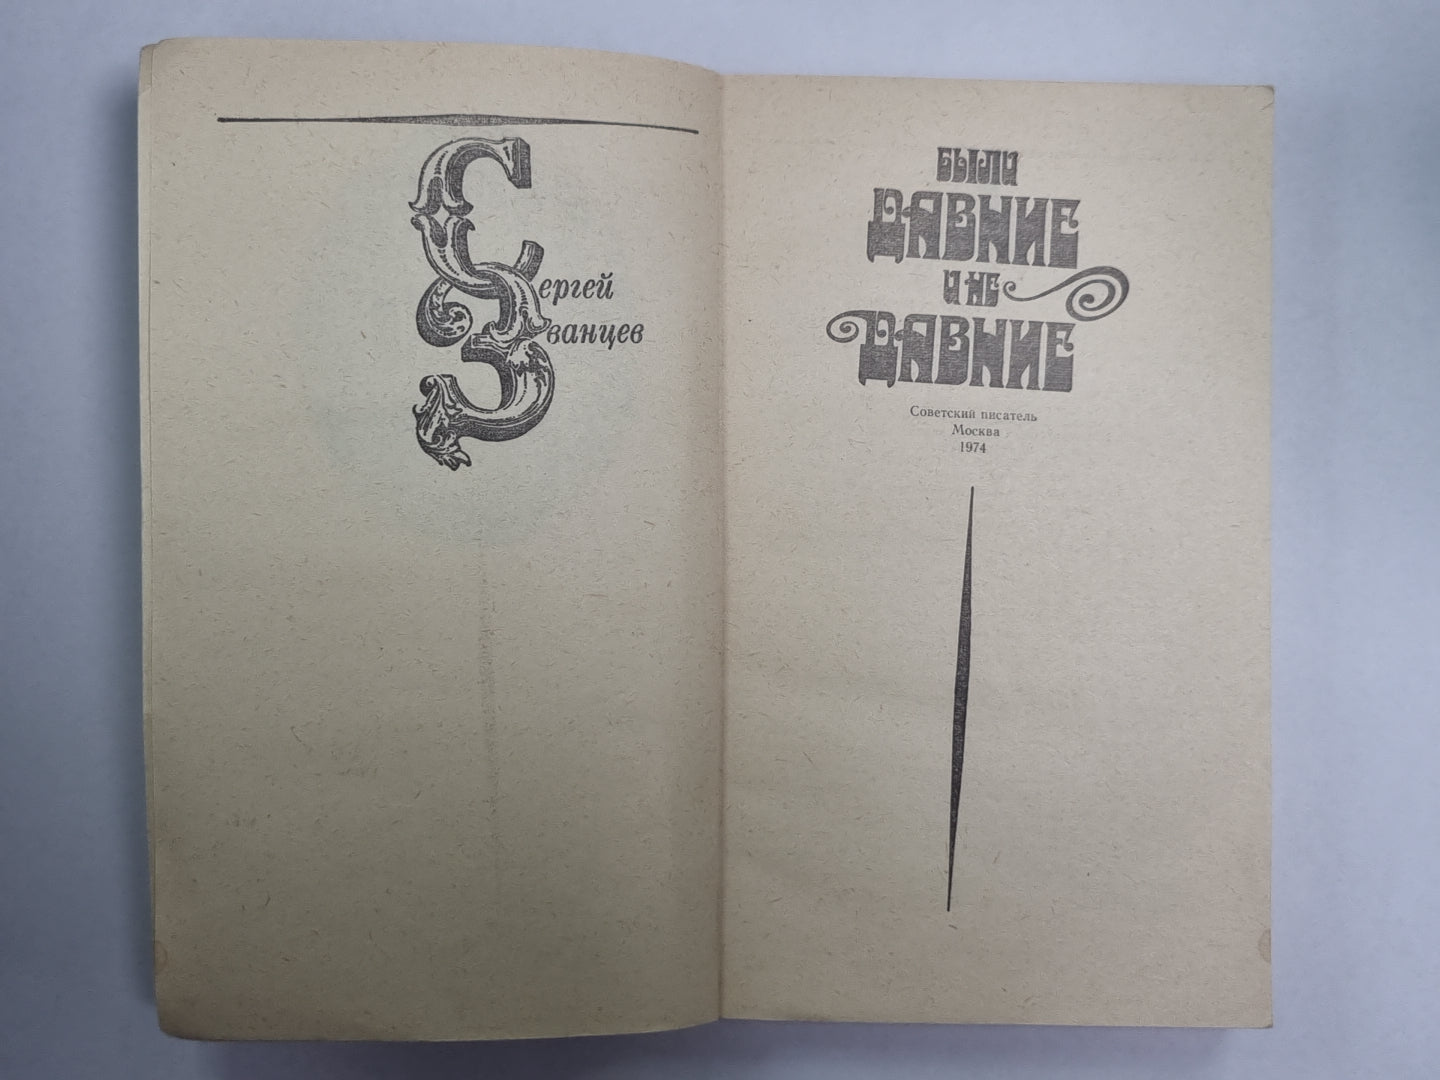 Сергей
Званцев
БЫЛИ
ДАВНИЕ
И НЕ
ДАВНИЕ
Советский писатель
Москва
1974